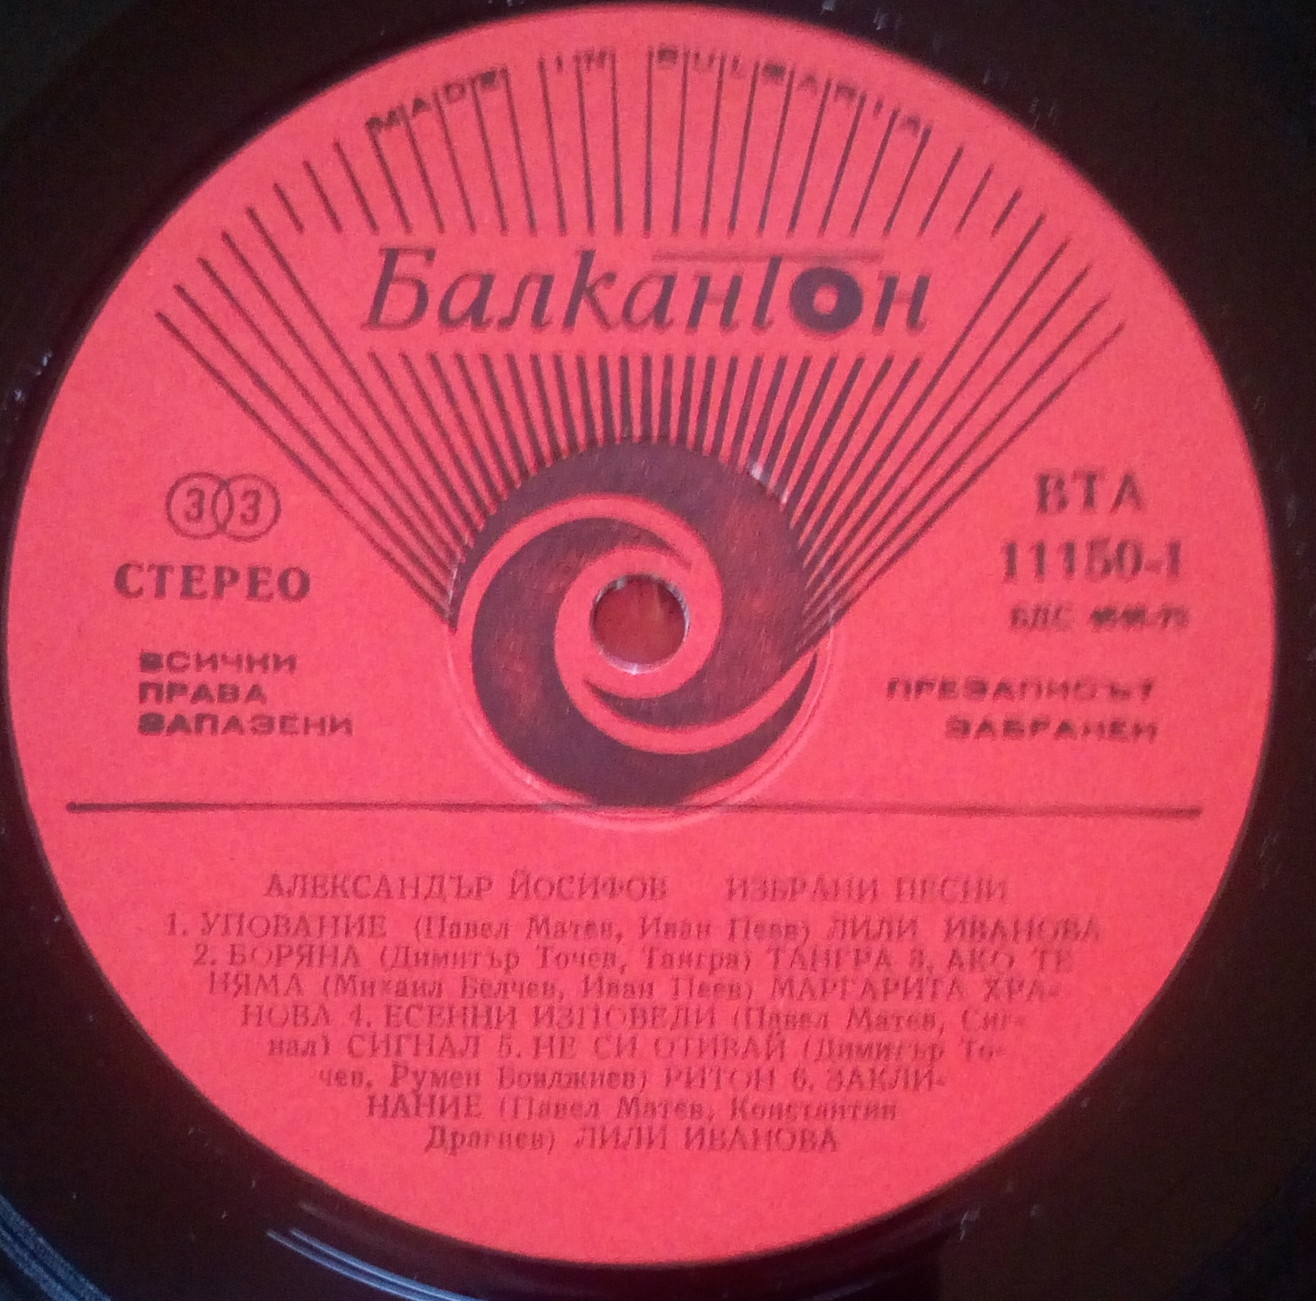 MADE IN BULGARIA
Балкантон
33
СТЕРЕО
ВСИЧНИ
ПРАВА
ЗАПАЗЕНИ
ВТА
11150-1
БДС
ПРЕЗАПИСЪТ
ЗАБРАНЕН
АЛЕКСАНДЪР ЙОСИФОВ ИЗБРАНИ ПЕСНИ
1. УПОВАНИЕ (Павел Матев, Иван Пеев) ЛИЛИ ИВАНОВА
2. БОРЯНА (Димитър Точев, Тангра) ТАНГРА 3. АКО ТЕ
НЯМА (Михаил Белчев, Иван Пеев) МАРГАРИТА ХРА-
НОВА 4. ЕСЕННИ ИЗПОВЕДИ (Павел Матев, Сиг-
нал) СИГНАЛ 5. НЕ СИ ОТИВАЙ (Димитър То-
чев, Румен Бояджиев) РИТОН 6. ЗАКЛИ-
НАНИЕ (Павел Матев, Константин
Драгнев) ЛИЛИ ИВАНОВА